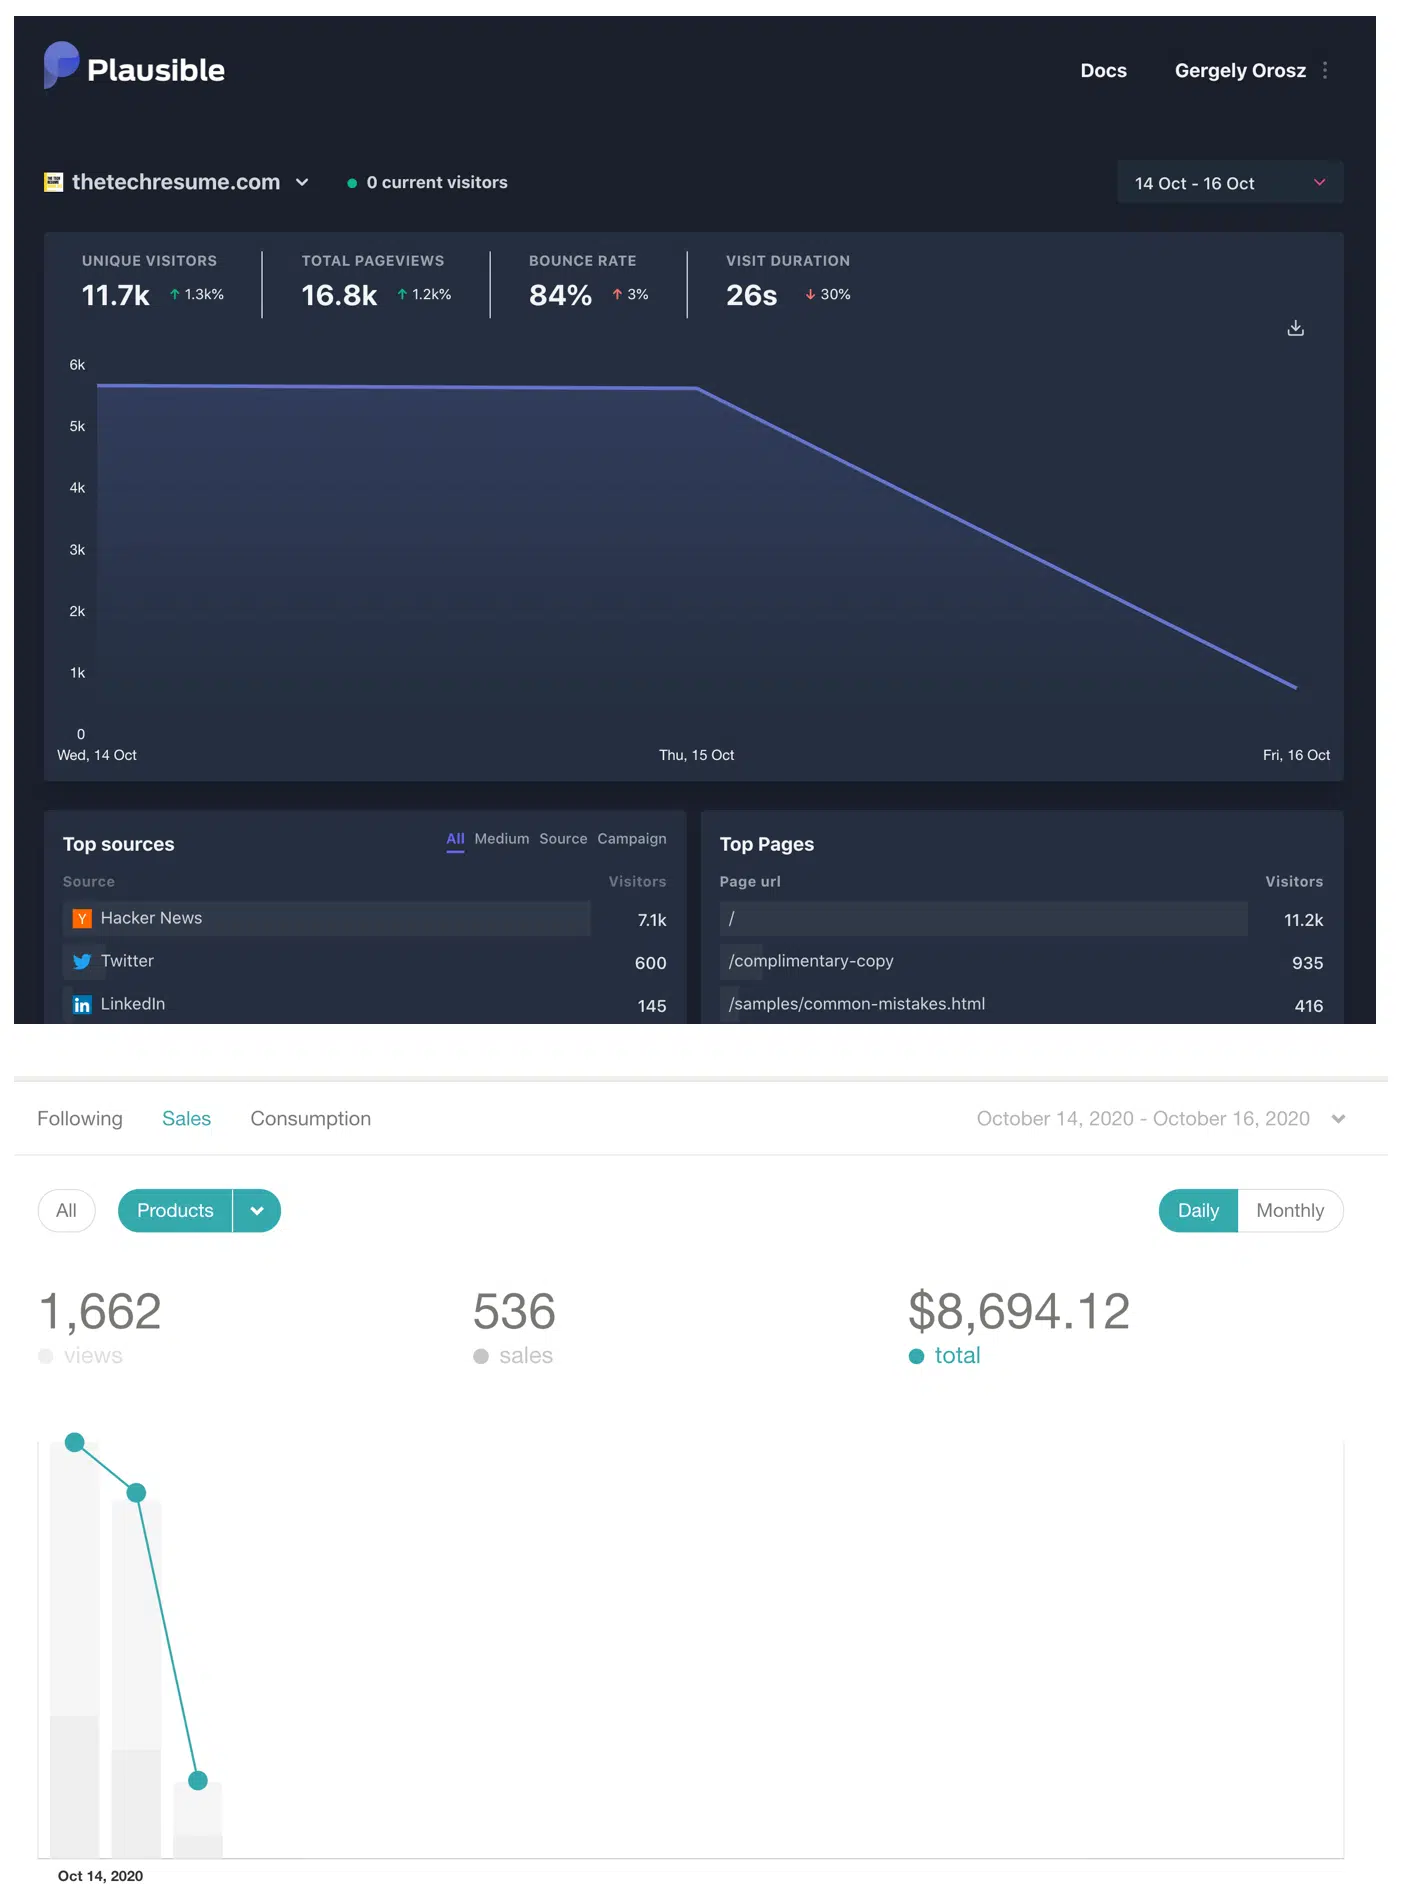 Plausible
Docs Gergely Orosz
thetechresume.com 0 current visitors 14 Oct - 16 Oct
UNIQUE VISITORS TOTAL PAGEVIEWS BOUNCE RATE VISIT DURATION
11.7k 1.3k% 16.8k 1.2k% 84% 3% 26s 30%
6k
5k
4k
3k
2k
1k
0
Wed, 14 Oct Thu, 15 Oct Fri, 16 Oct
Top sources All Medium Source Campaign
Source Visitors
Hacker News 7.1k
Twitter 600
LinkedIn 145
Top Pages
Page url Visitors
/ 11.2k
/complimentary-copy 935
/samples/common-mistakes.html 416
Following Sales Consumption October 14, 2020 - October 16, 2020
All Products Daily Monthly
1,662 536 $8,694.12
views sales total
Oct 14, 2020